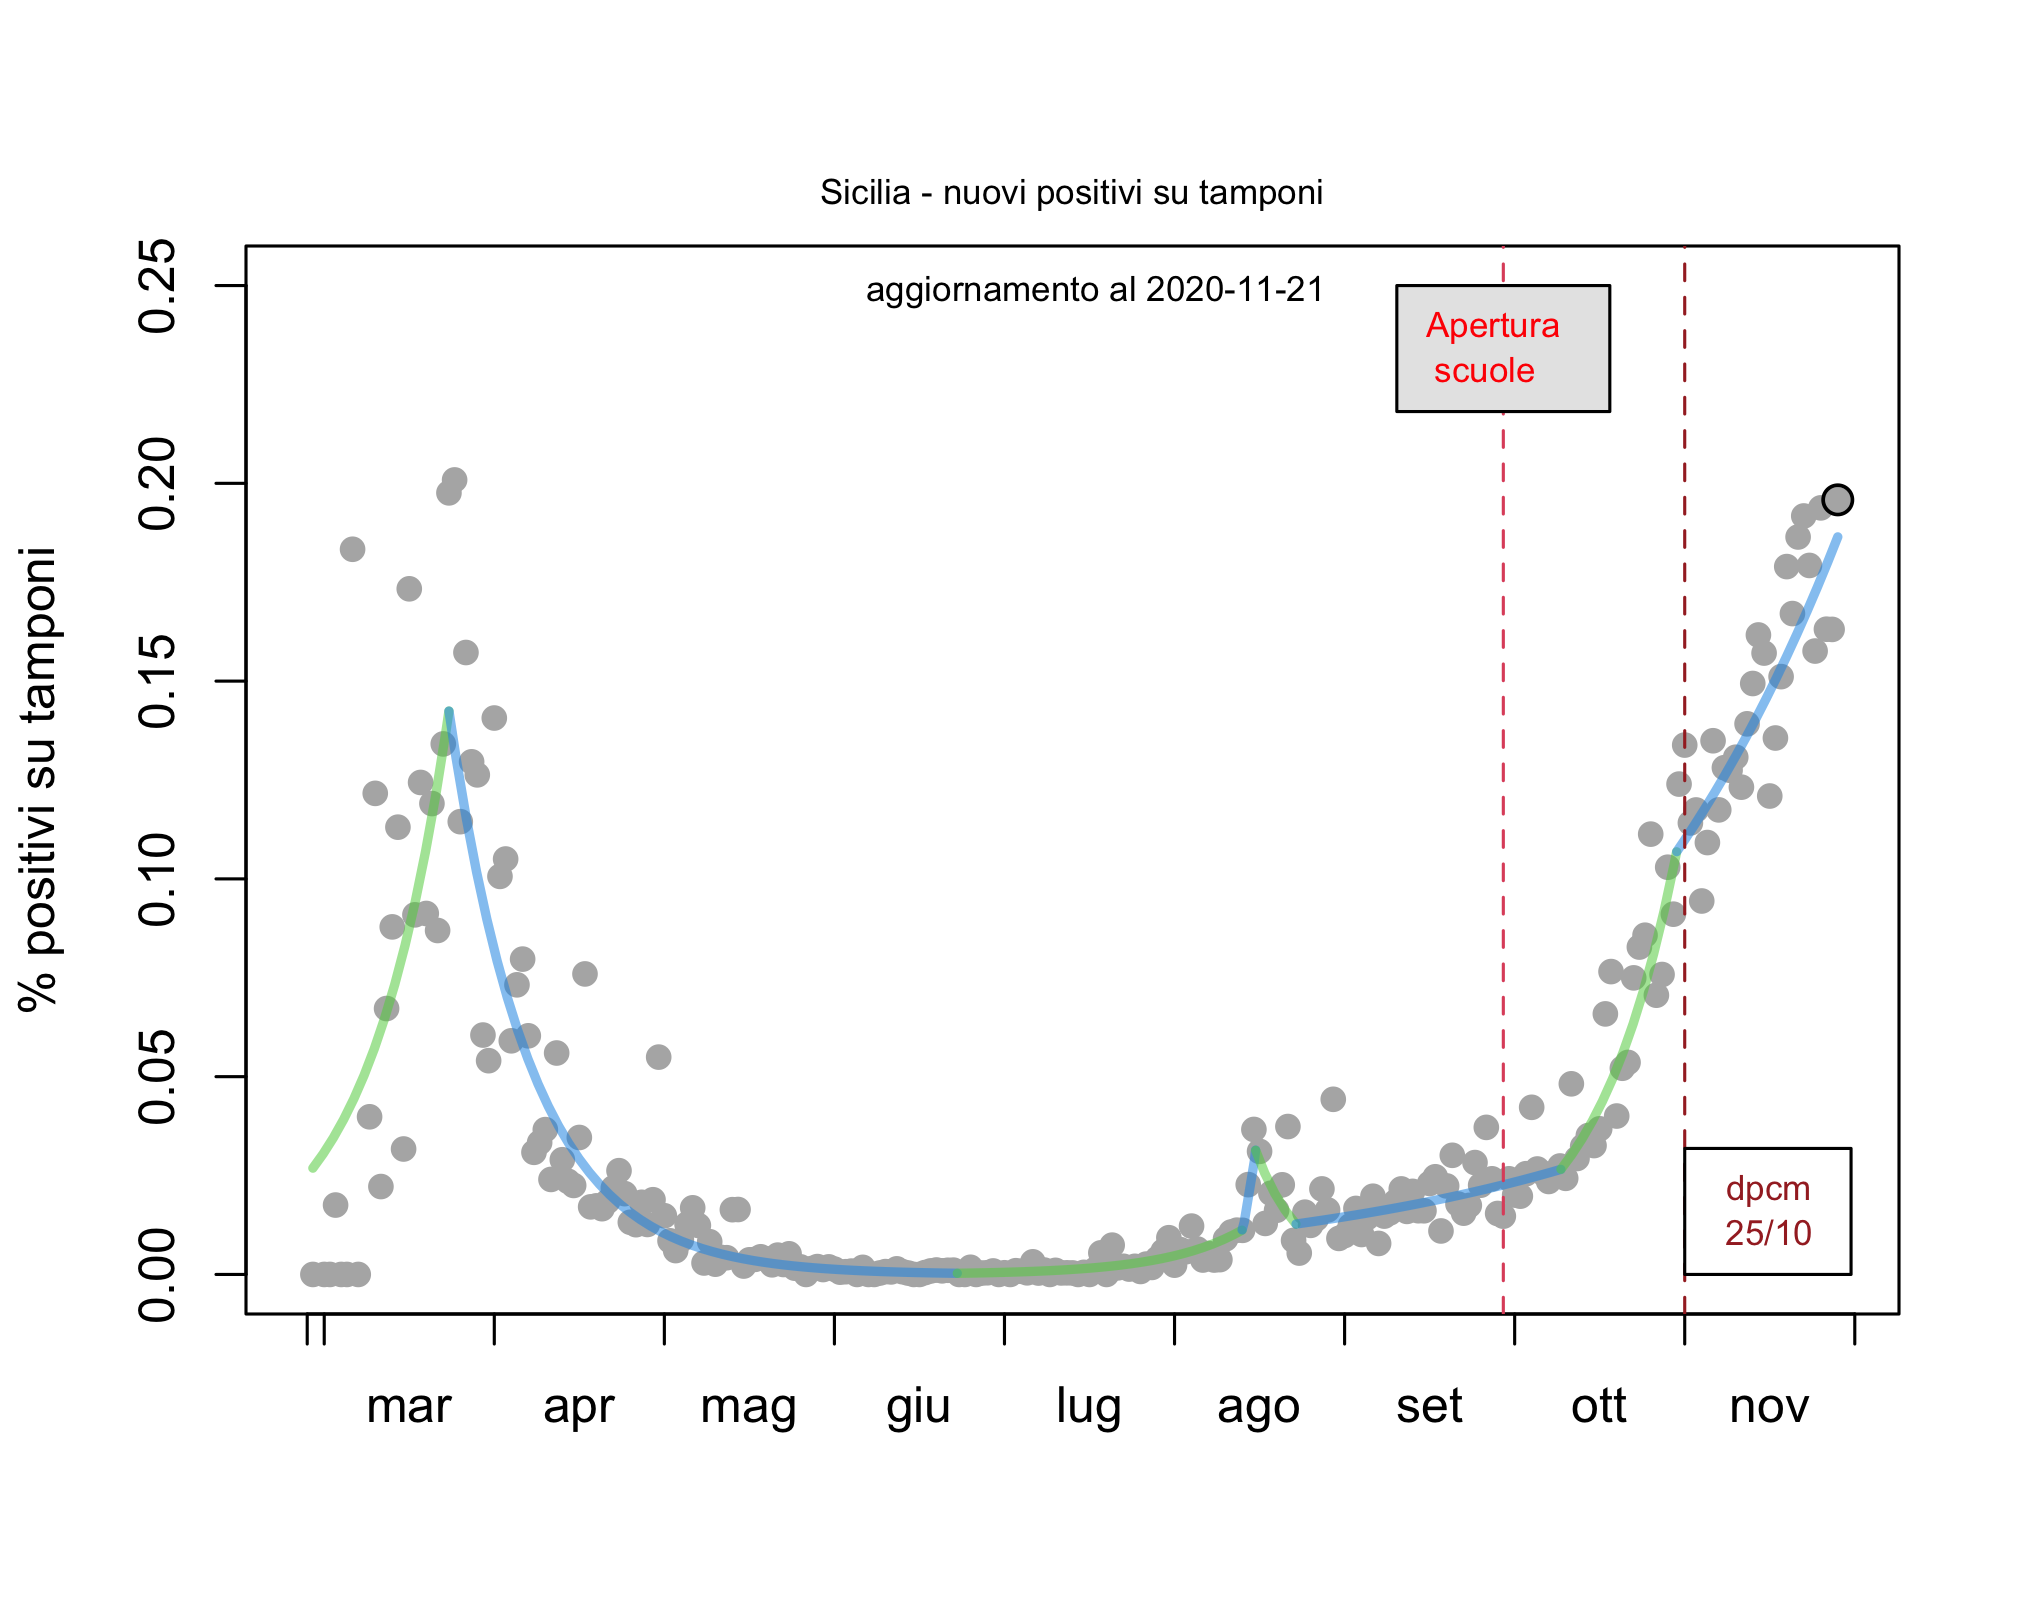 Sicilia - nuovi positivi su tamponi
aggiornamento al 2020-11-21
Apertura
scuole
% positivi su tamponi
0.25
0.20
0.15
0.10
0.05
0.00
dpcm
25/10
mar apr mag giu lug ago set ott nov